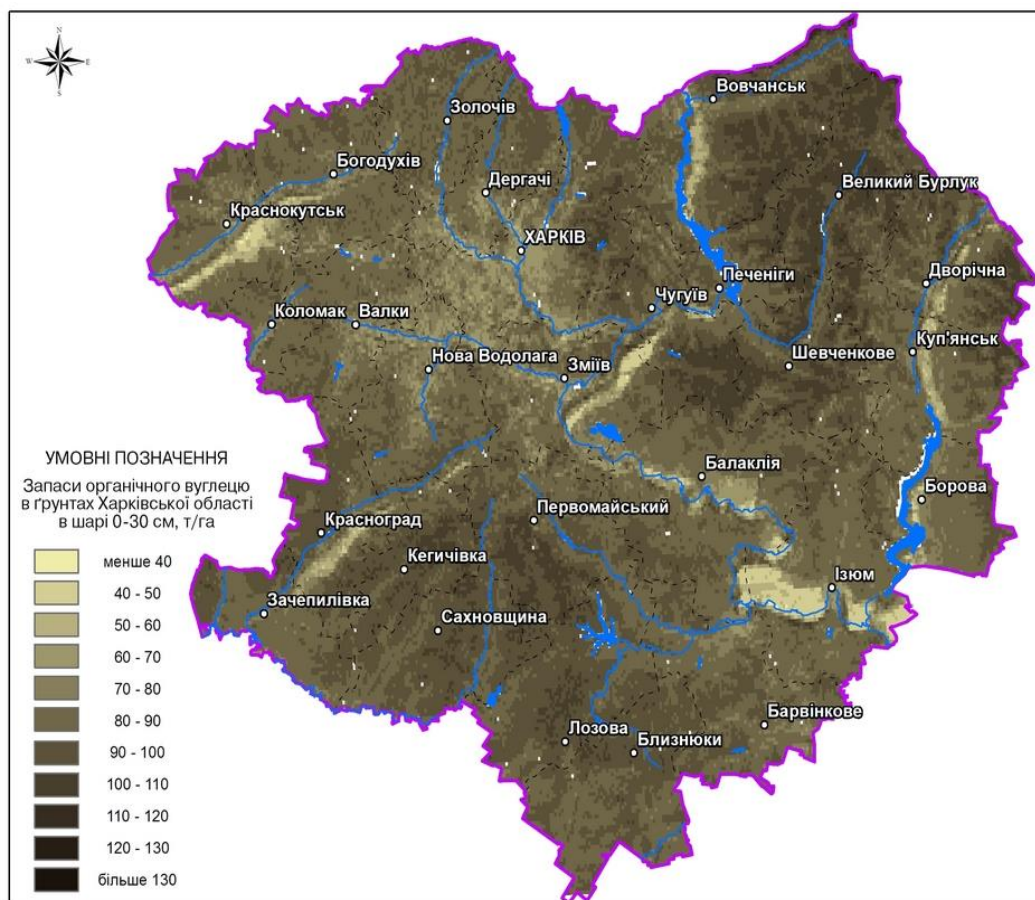 N
W E
S
Вовчанськ
Золочів
Богодухів
Дергачі
Великий Бурлук
Краснокутськ
ХАРКІВ
Дворічна
Печеніги
Чугуїв
Коломак
Валки
Куп'янськ
Нова Водолага
Шевченкове
Зміїв
Балаклія
Борова
Первомайський
Красноград
Кегичівка
Ізюм
Зачепилівка
Сахновщина
Барвінкове
Лозова
Близнюки
УМОВНІ ПОЗНАЧЕННЯ
Запаси органічного вуглецю
в ґрунтах Харківської області
в шарі 0-30 см, т/га
менше 40
40 - 50
50 - 60
60 - 70
70 - 80
80 - 90
90 - 100
100 - 110
110 - 120
120 - 130
більше 130